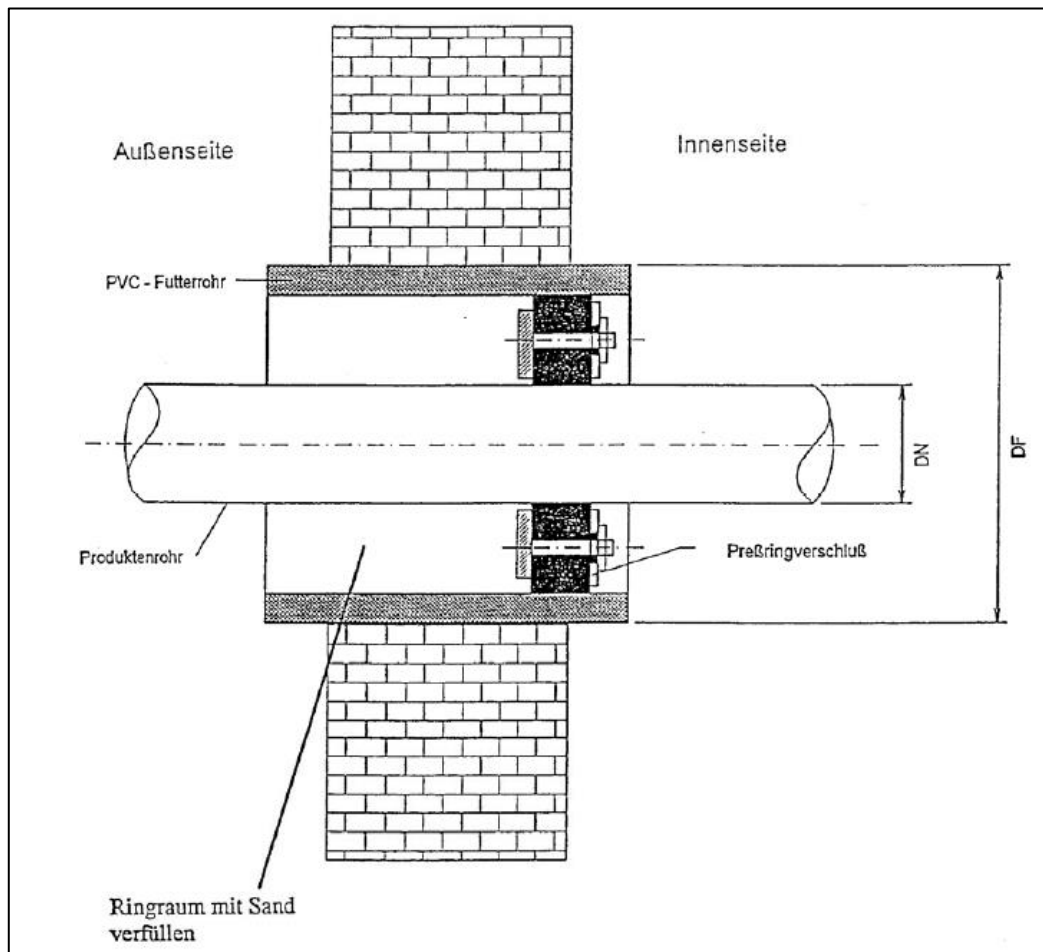 Außenseite
Innenseite
PVC - Futterrohr
DN
DF
Produktenrohr
Preßringverschluß
Ringraum mit Sand
verfüllen